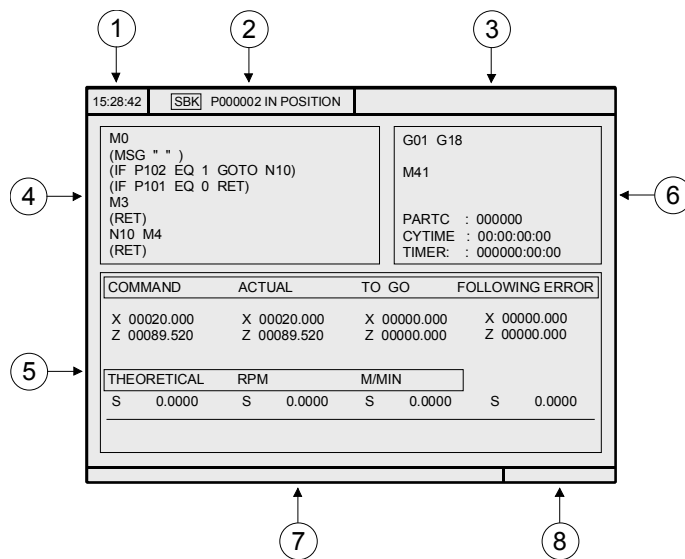 1 2 3
15:28:42 SBK P000002 IN POSITION
M0
(MSG " " )
(IF P102 EQ 1 GOTO N10)
(IF P101 EQ 0 RET)
M3
(RET)
N10 M4
(RET)
G01 G18
M41
PARTC : 000000
CYTIME : 00:00:00:00
TIMER: : 000000:00:00
4
6
COMMAND ACTUAL TO GO FOLLOWING ERROR
X 00020.000 X 00020.000 X 00000.000 X 00000.000
Z 00089.520 Z 00089.520 Z 00000.000 Z 00000.000
5
THEORETICAL RPM M/MIN
S 0.0000 S 0.0000 S 0.0000 S 0.0000
7 8